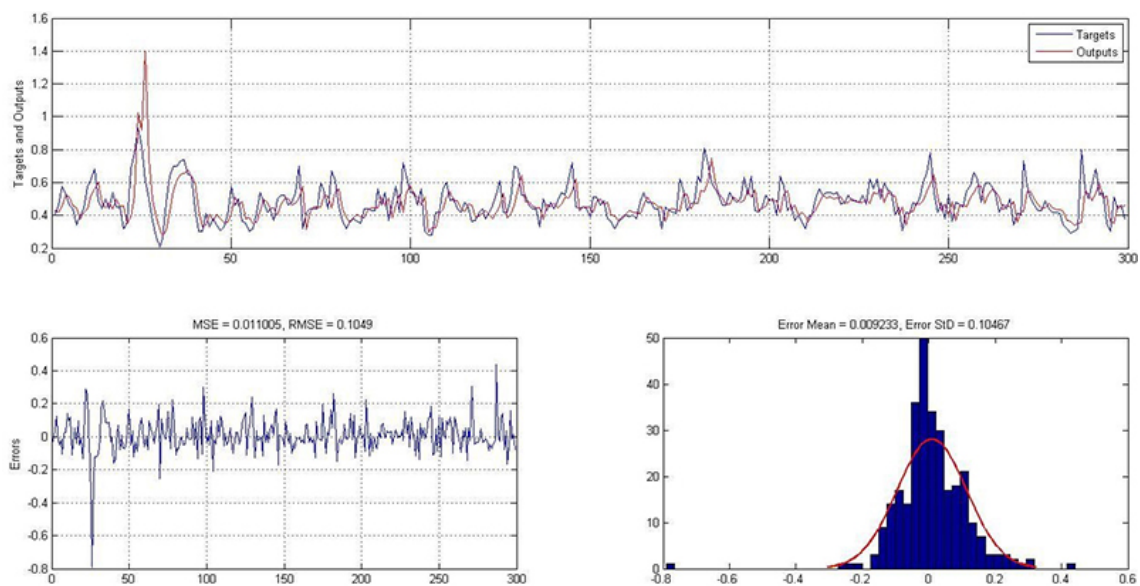 1.6
1.4
1.2
1
0.8
0.6
0.4
0.2
Targets and Outputs
Targets
Outputs
0 50 100 150 200 250 300
MSE = 0.011005, RMSE = 0.1049
0.6
0.4
0.2
0
-0.2
-0.4
-0.6
-0.8
Errors
0 50 100 150 200 250 300
Error Mean = 0.009233, Error StD = 0.10467
50
40
30
20
10
0
-0.8 -0.6 -0.4 -0.2 0 0.2 0.4 0.6